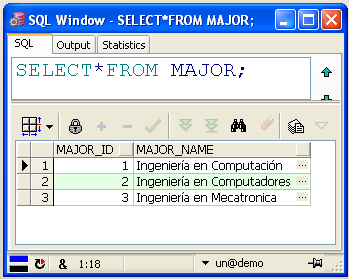 SQL Window - SELECT*FROM MAJOR;
SQL Output Statistics
SELECT*FROM MAJOR;
MAJOR_ID MAJOR_NAME
1 1 Ingeniería en Computación
2 2 Ingeniería en Computadores
3 3 Ingeniería en Mecatronica
& 1:18 un@demo